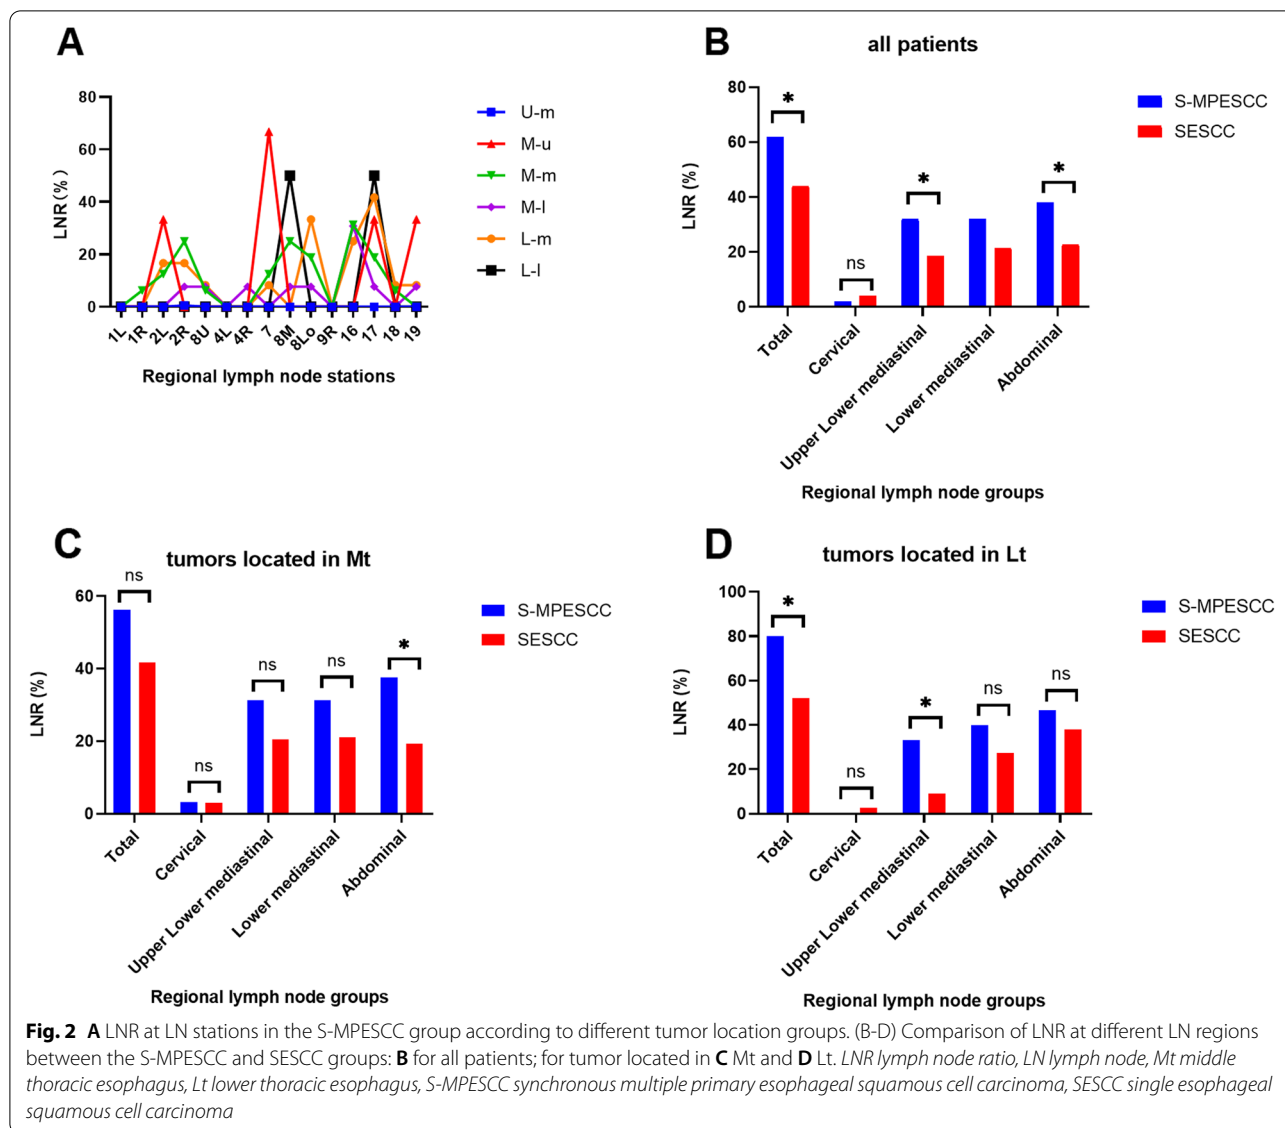 A
80
60
40
20
0
LNR(%)
1L 1R 2L 2R 8U 4L 4R 7 8M 8Lo 9R 16 17 18 19
Regional lymph node stations
U-m
M-u
M-m
M-l
L-m
L-l
B
all patients
80
60
40
20
0
LNR (%)
*
ns
*
*
Total Cervical Upper Lower mediastinal Lower mediastinal Abdominal
Regional lymph node groups
S-MPESCC
SESCC
C
tumors located in Mt
60
40
20
0
LNR (%)
ns
ns
ns
ns
*
Total Cervical Upper Lower mediastinal Lower mediastinal Abdominal
Regional lymph node groups
S-MPESCC
SESCC
D
tumors located in Lt
100
80
60
40
20
0
LNR (%)
*
ns
*
ns
ns
Total Cervical Upper Lower mediastinal Lower mediastinal Abdominal
Regional lymph node groups
S-MPESCC
SESCC
Fig. 2 A LNR at LN stations in the S-MPESCC group according to different tumor location groups. (B-D) Comparison of LNR at different LN regions
between the S-MPESCC and SESCC groups: B for all patients; for tumor located in C Mt and D Lt. LNR lymph node ratio, LN lymph node, Mt middle
thoracic esophagus, Lt lower thoracic esophagus, S-MPESCC synchronous multiple primary esophageal squamous cell carcinoma, SESCC single esophageal
squamous cell carcinoma